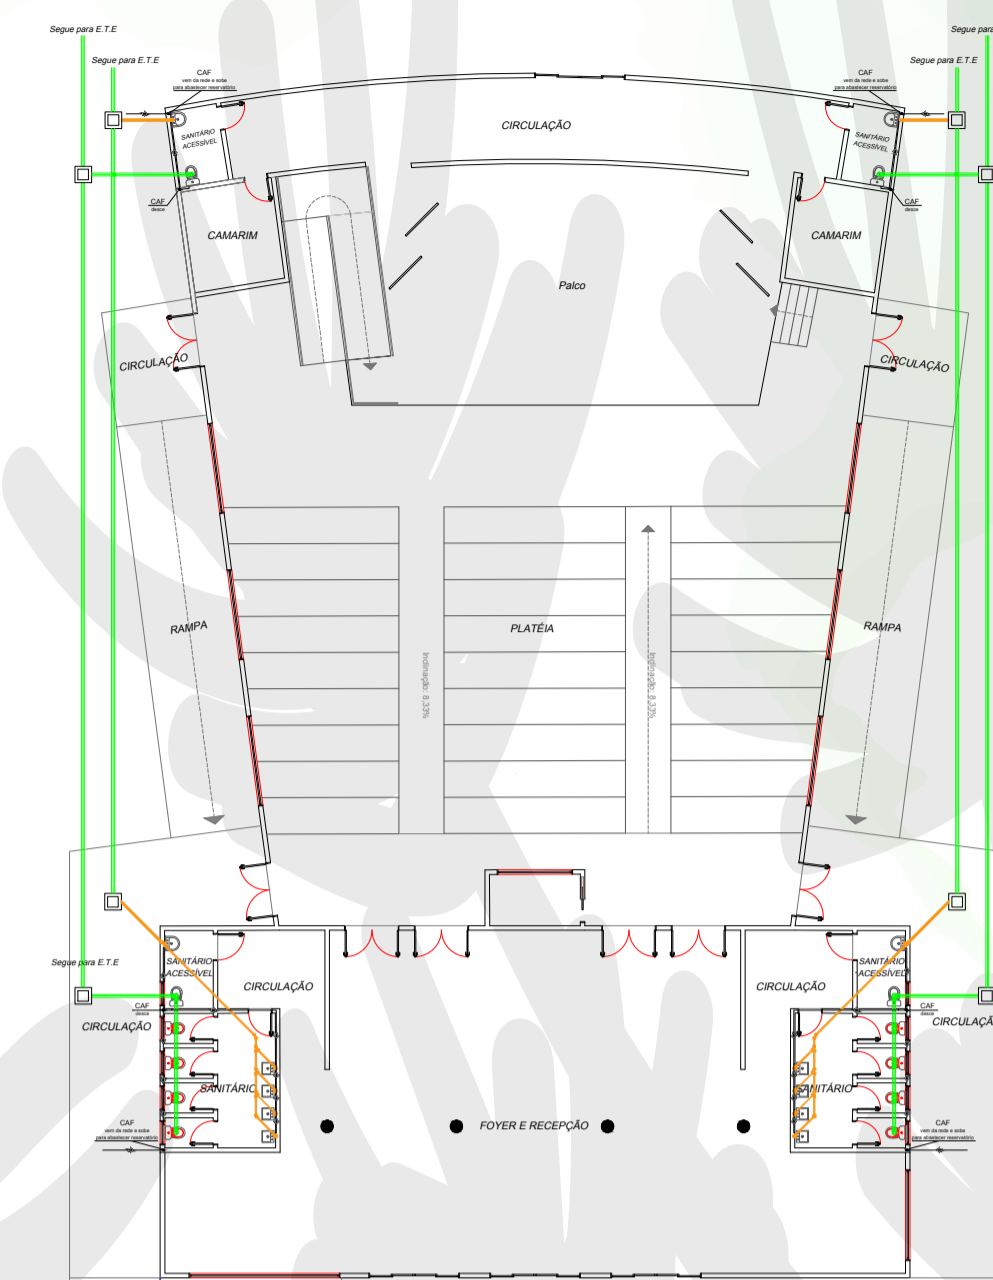 Segue para E.T.E
Segue para
Segue para E.T.E
Segue para E.T.E
CAF
vem da rede e sobe
para abastecer reservatório
CAF
vem da rede e sobe
para abastecer reservatório
CIRCULAÇÃO
SANITÁRIO
ACESSÍVEL
SANITÁRIO
ACESSÍVEL
CAF
desce
CAF
desce
CAMARIM
CAMARIM
Palco
CIRCULAÇÃO
CIRCULAÇÃO
RAMPA
PLATÉIA
RAMPA
Inclinação: 8,33%
Inclinação: 8,33%
Segue para E.T.E
SANITÁRIO
ACESSÍVEL
SANITÁRIO
ACESSÍVEL
CIRCULAÇÃO
CIRCULAÇÃO
CAF
desce
CAF
desce
CIRCULAÇÃO
CIRCULAÇÃ
SANITÁRIO
SANITÁRIO
CAF
vem da rede e sobe
para abastecer reservatório
FOYER E RECEPÇÃO
CAF
vem da rede e sobe
para abastecer reservatório